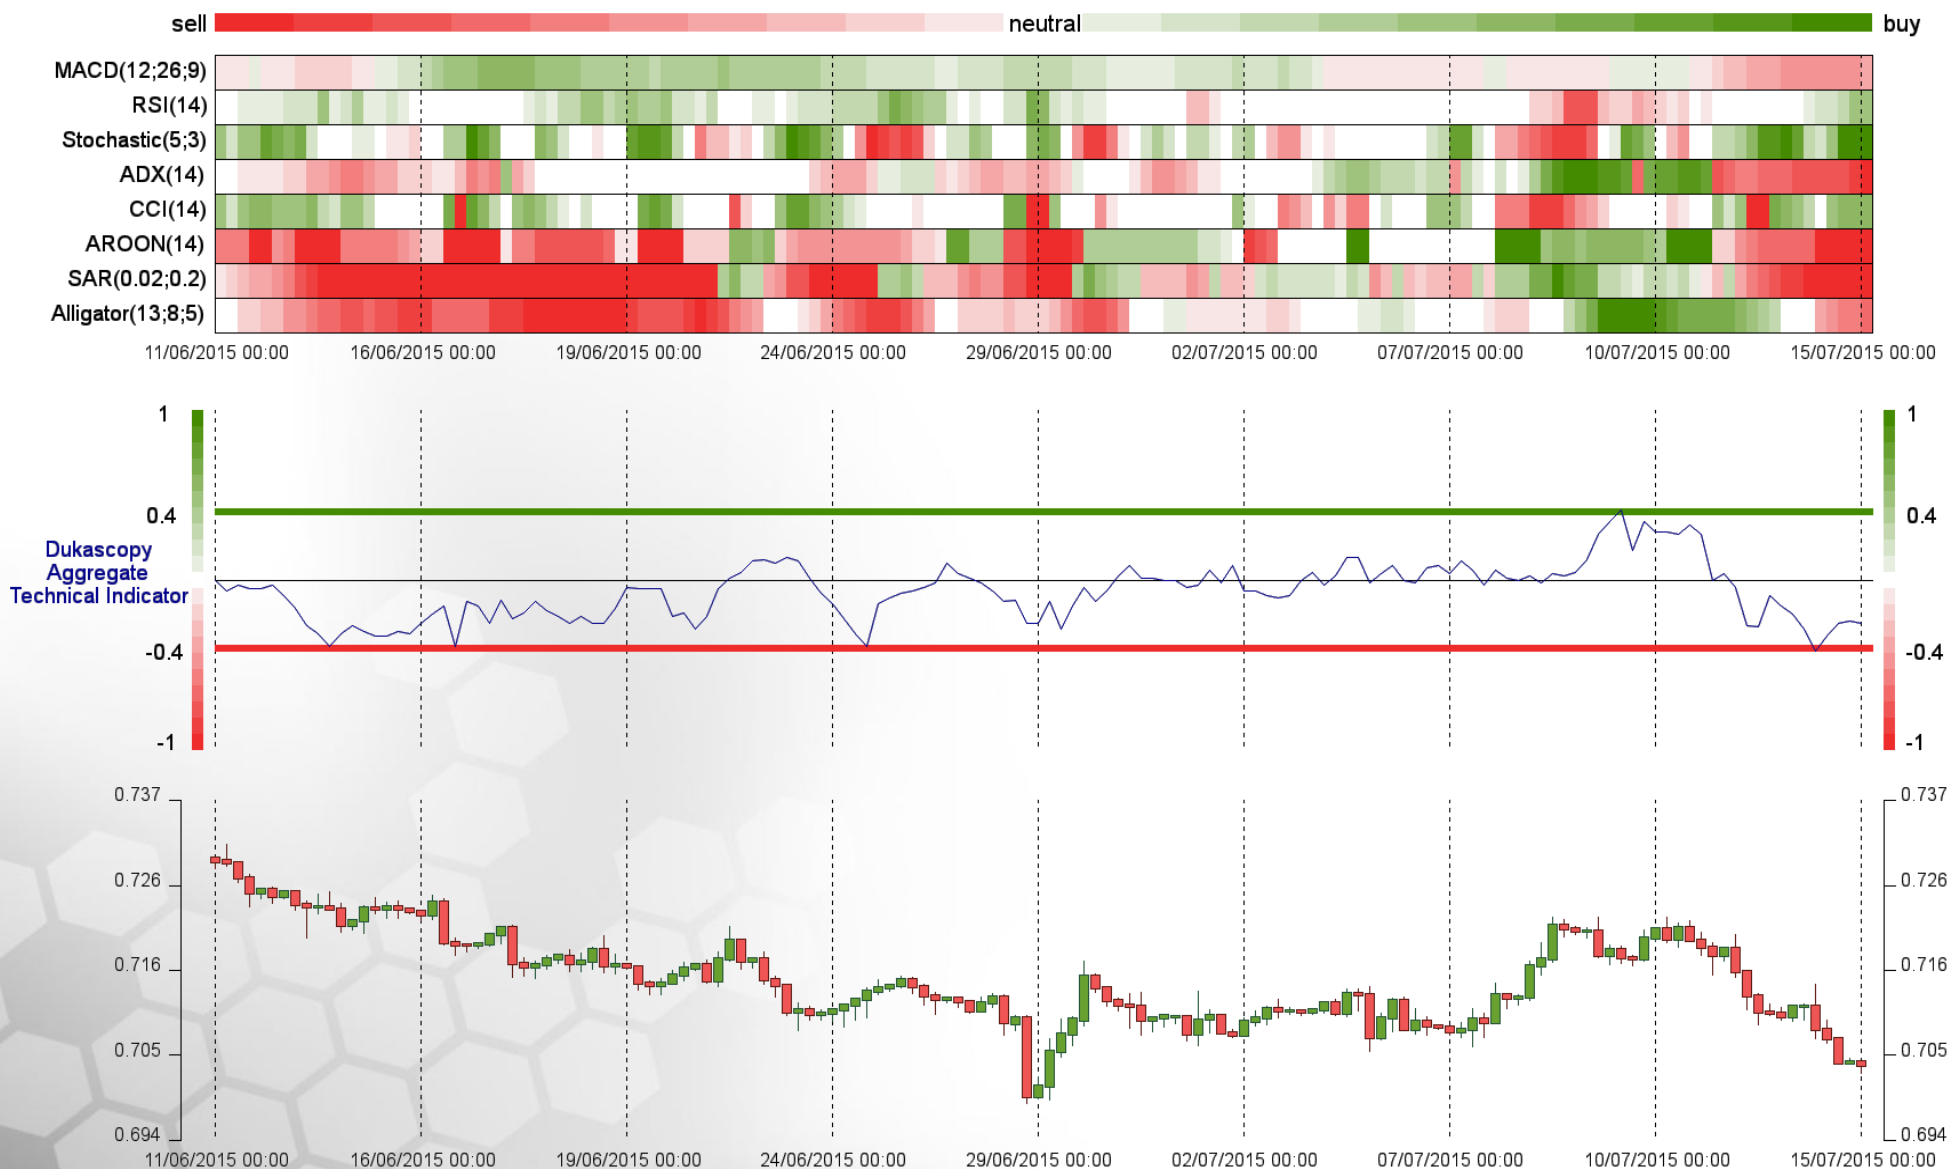 sell neutral buy
MACD(12;26;9)
RSI(14)
Stochastic(5;3)
ADX(14)
CCI(14)
AROON(14)
SAR(0.02;0.2)
Alligator(13;8;5)
11/06/2015 00:00 16/06/2015 00:00 19/06/2015 00:00 24/06/2015 00:00 29/06/2015 00:00 02/07/2015 00:00 07/07/2015 00:00 10/07/2015 00:00 15/07/2015 00:00
1 1
0.4 0.4
Dukascopy
Aggregate
Technical Indicator
-0.4 -0.4
-1 -1
0.737 0.737
0.726 0.726
0.716 0.716
0.705 0.705
0.694 0.694
11/06/2015 00:00 16/06/2015 00:00 19/06/2015 00:00 24/06/2015 00:00 29/06/2015 00:00 02/07/2015 00:00 07/07/2015 00:00 10/07/2015 00:00 15/07/2015 00:00